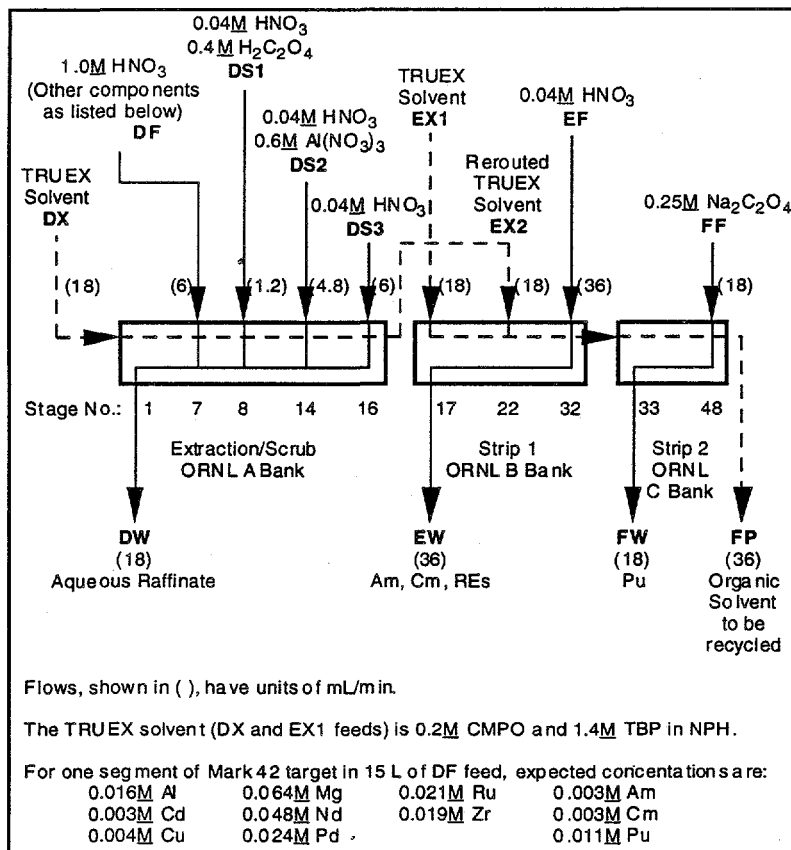 0.04M HNO3
0.4M H2C2O4
DS1
1.0M HNO3
(Other components
as listed below)
DF
TRUEX
Solvent
DX
0.04M HNO3
0.6M Al(NO3)3
DS2
0.04M HNO3
DS3
TRUEX
Solvent
EX1
Rerouted
TRUEX
Solvent
EX2
0.04M HNO3
EF
0.25M Na2C2O4
FF
(18) (6) (1.2) (4.8) (6) (18) (18) (36) (18)
Stage No.: 1 7 8 14 16 17 22 32 33 48
Extraction/Scrub
ORNL A Bank
Strip 1
ORNL B Bank
Strip 2
ORNL
C Bank
DW
(18)
Aqueous Raffinate
EW
(36)
Am, Cm, REs
FW
(18)
Pu
FP
(36)
Organic
Solvent
to be
recycled
Flows, shown in ( ), have units of mL/min.
The TRUEX solvent (DX and EX1 feeds) is 0.2M CMPO and 1.4M TBP in NPH.
For one segment of Mark 42 target in 15 L of DF feed, expected concentations are:
0.016M Al 0.064M Mg 0.021M Ru 0.003M Am
0.003M Cd 0.048M Nd 0.019M Zr 0.003M Cm
0.004M Cu 0.024M Pd 0.011M Pu